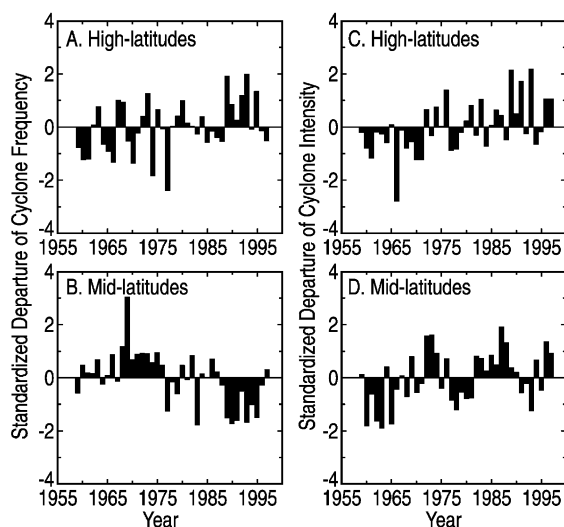 A. High-latitudes
C. High-latitudes
4
2
0
-2
-4
1955 1965 1975 1985 1995
4
2
0
-2
-4
1955 1965 1975 1985 1995
B. Mid-latitudes
D. Mid-latitudes
4
2
0
-2
-4
1955 1965 1975 1985 1995
Year
4
2
0
-2
-4
1955 1965 1975 1985 1995
Year
Standardized Departure of Cyclone Frequency
Standardized Departure of Cyclone Intensity